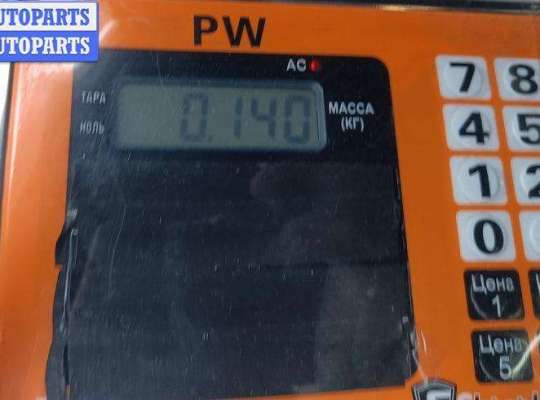 AUTOPARTS
AUTOPARTS
PW
AC
ТАРА
НОЛЬ
0.140
МАССА
(КГ)
7 8
4 5
1 2
0
Цена
1
Цена
5